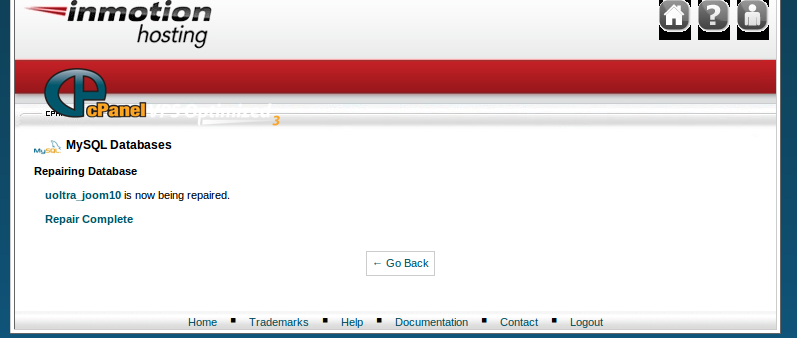 inmotion
hosting
cPanel VPS Optimized 3
MySQL MySQL Databases
Repairing Database
uoltra_joom10 is now being repaired.
Repair Complete
← Go Back
Home ■ Trademarks ■ Help ■ Documentation ■ Contact ■ Logout